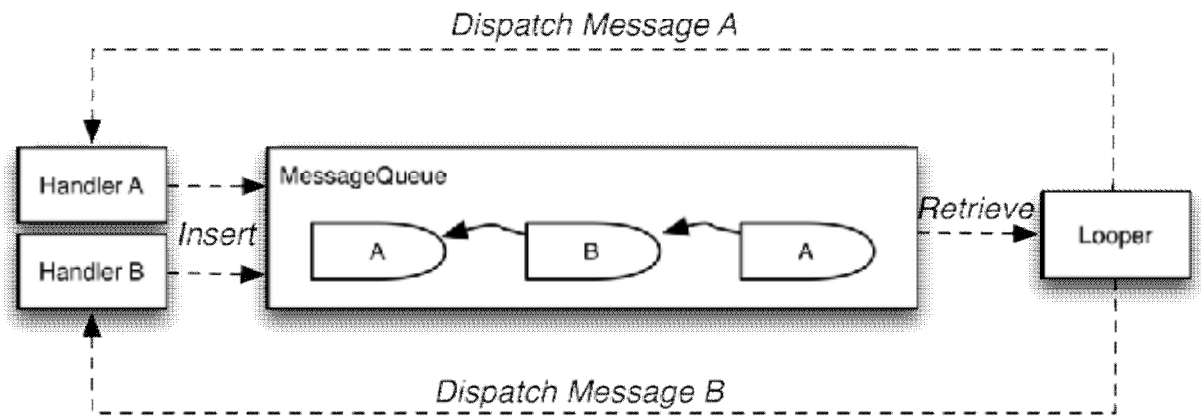 Dispatch Message A
Handler A
MessageQueue
Insert
Retrieve
A
B
A
Looper
Handler B
Dispatch Message B